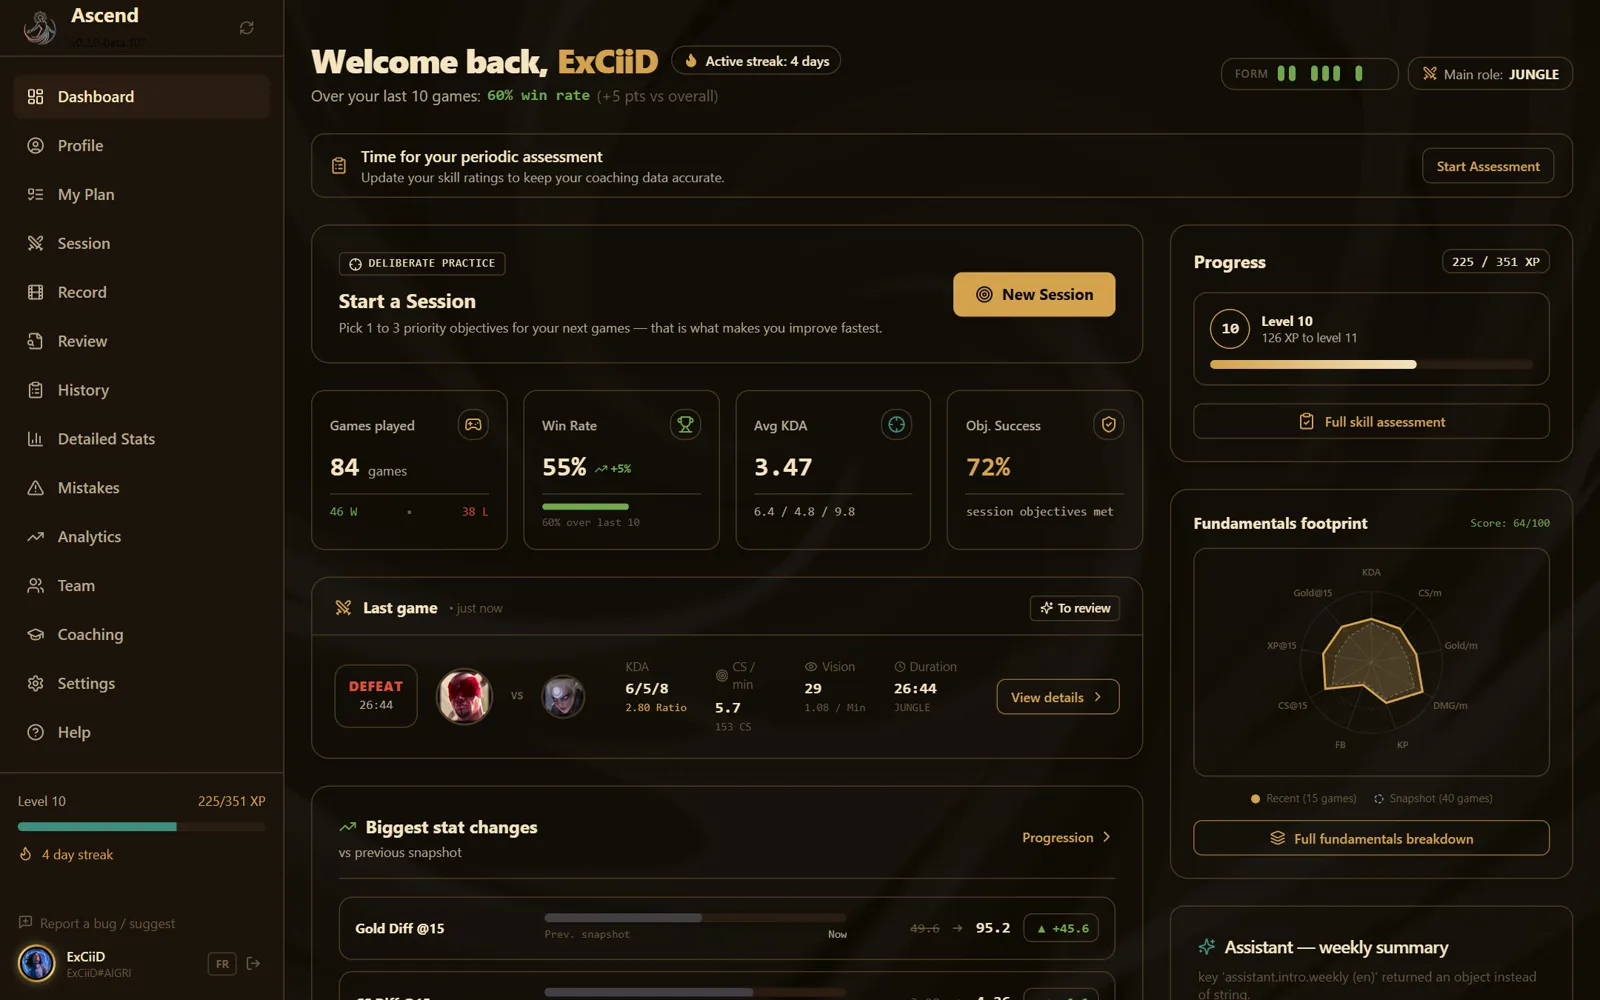 Ascend
v0.2.0-beta.107
Dashboard
Profile
My Plan
Session
Record
Review
History
Detailed Stats
Mistakes
Analytics
Team
Coaching
Settings
Help
Level 10
225/351 XP
4 day streak
Report a bug / suggest
ExCiiD
ExCiiD#AIGRI
FR
Welcome back, ExCiiD
Active streak: 4 days
Over your last 10 games: 60% win rate (+5 pts vs overall)
FORM
Main role: JUNGLE
Time for your periodic assessment
Update your skill ratings to keep your coaching data accurate.
Start Assessment
DELIBERATE PRACTICE
Start a Session
Pick 1 to 3 priority objectives for your next games — that is what makes you improve fastest.
New Session
Games played
84 games
46 W • 38 L
Win Rate
55% +5%
60% over last 10
Avg KDA
3.47
6.4 / 4.8 / 9.8
Obj. Success
72%
session objectives met
Last game • just now
To review
DEFEAT
26:44
VS
KDA
6/5/8
2.80 Ratio
CS /
min
5.7
153 CS
Vision
29
1.08 / Min
Duration
26:44
JUNGLE
View details
Biggest stat changes
vs previous snapshot
Progression
Gold Diff @15
Prev. snapshot
Now
49.6 → 95.2
▲ +45.6
Progress
225 / 351 XP
10
Level 10
126 XP to level 11
Full skill assessment
Fundamentals footprint
Score: 64/100
KDA
CS/m
Gold/m
DMG/m
KP
FB
CS@15
XP@15
Gold@15
Recent (15 games)
Snapshot (40 games)
Full fundamentals breakdown
Assistant — weekly summary
key 'assistant.intro.weekly (en)' returned an object instead
of string.